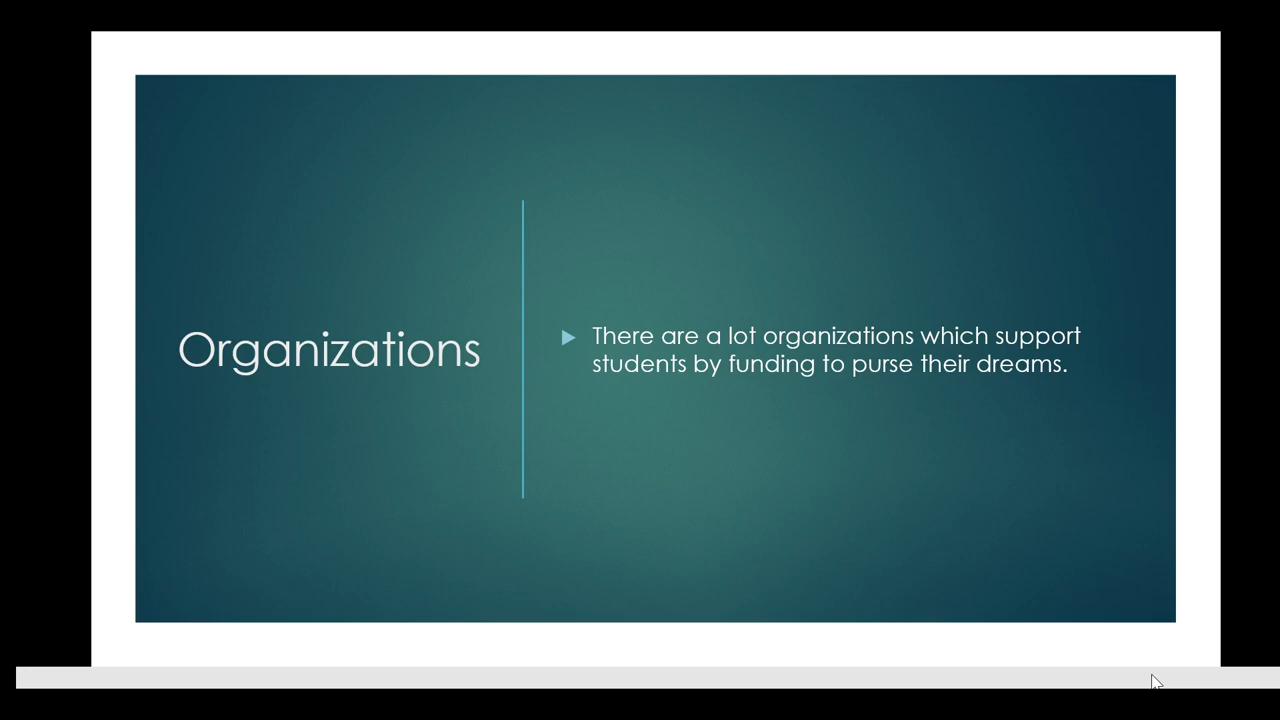 Organizations
There are a lot organizations which support
students by funding to purse their dreams.